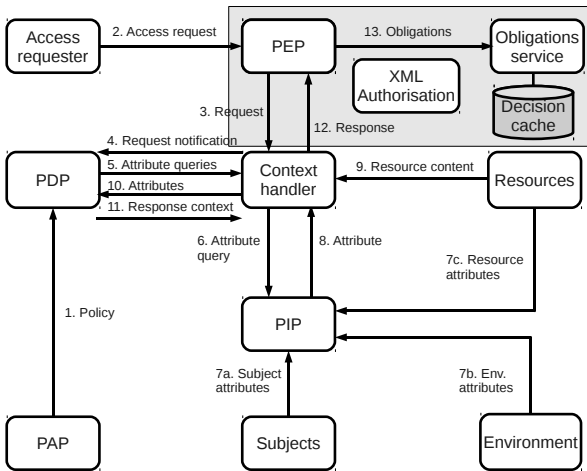 Access
requester
2. Access request
PEP
13. Obligations
Obligations
service
XML
Authorisation
Decision
cache
3. Request
12. Response
4. Request notification
5. Attribute queries
10. Attributes
11. Response context
PDP
Context
handler
9. Resource content
Resources
6. Attribute
query
8. Attribute
7c. Resource
attributes
1. Policy
PIP
7a. Subject
attributes
7b. Env.
attributes
PAP
Subjects
Environment